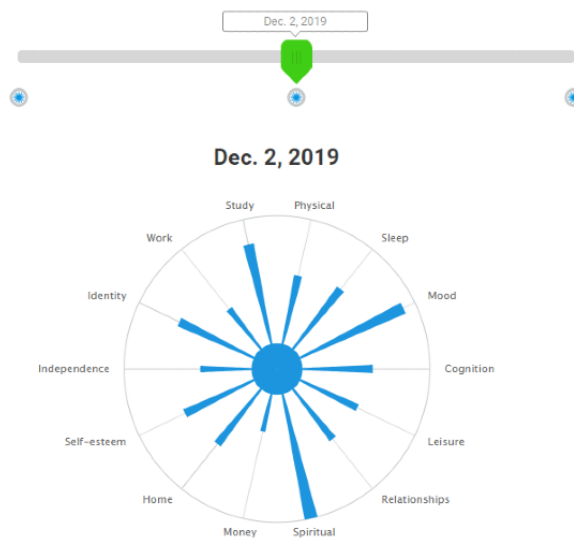 Dec. 2, 2019
Dec. 2, 2019
Study Physical
Work Sleep
Identity Mood
Independence Cognition
Self-esteem Leisure
Home Relationships
Money Spiritual